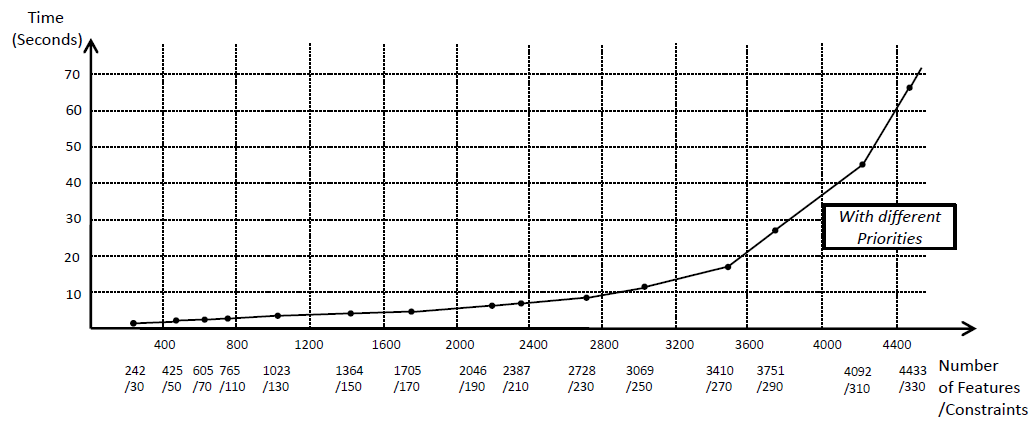 Time
(Seconds)
70
60
50
40
30
20
10
With different
Priorities
400 800 1200 1600 2000 2400 2800 3200 3600 4000 4400
242 425 605 765 1023 1364 1705 2046 2387 2728 3069 3410 3751 4092 4433
/30 /50 /70 /110 /130 /150 /170 /190 /210 /230 /250 /270 /290 /310 /330
Number
of Features
/Constraints